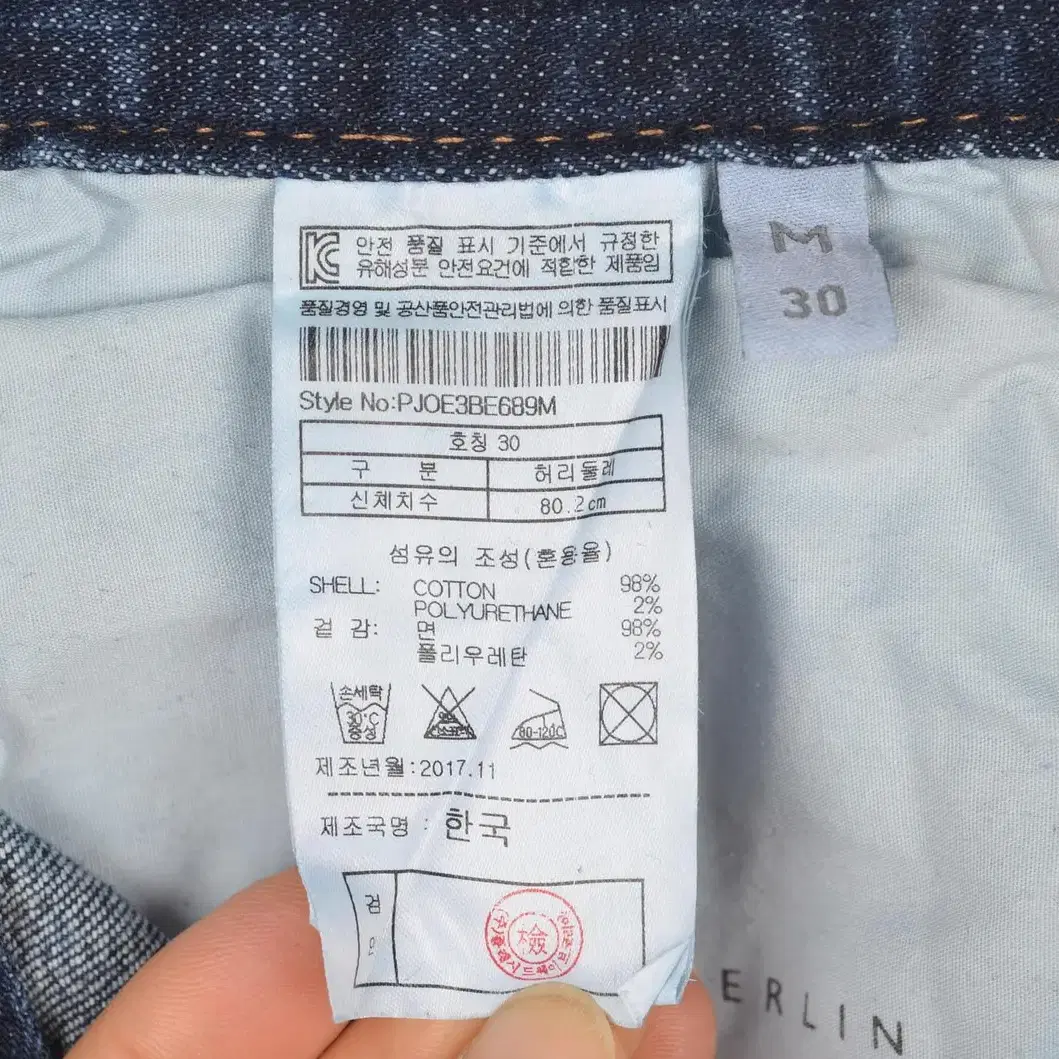 KC 안전 품질 표시 기준에서 규정한
유해성분 안전요건에 적합한 제품임
품질경영 및 공산품안전관리법에 의한 품질표시
Style No:PJOE3BE689M
호칭 30
구 분 허리둘레
신체치수 80.2cm
섬유의 조성(혼용율)
SHELL: COTTON 98%
POLYURETHANE 2%
겉 감: 면 98%
폴리우레탄 2%
손세탁
30℃
중성
80-120℃
제조년월:2017.11
제조국명 : 한국
검
檢
M
30
ERLIN